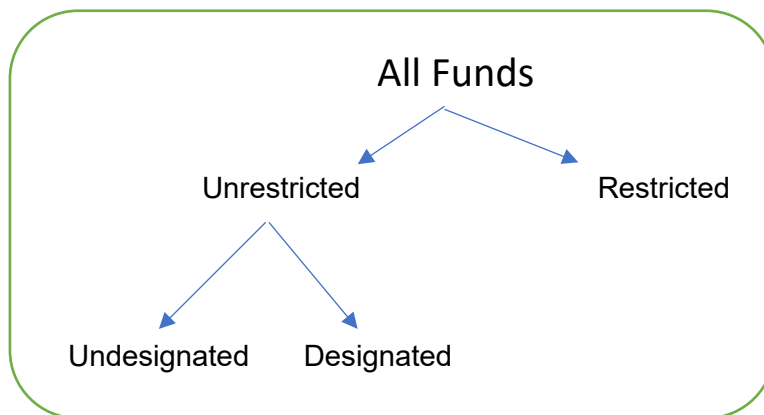 All Funds
Unrestricted Restricted
Undesignated Designated